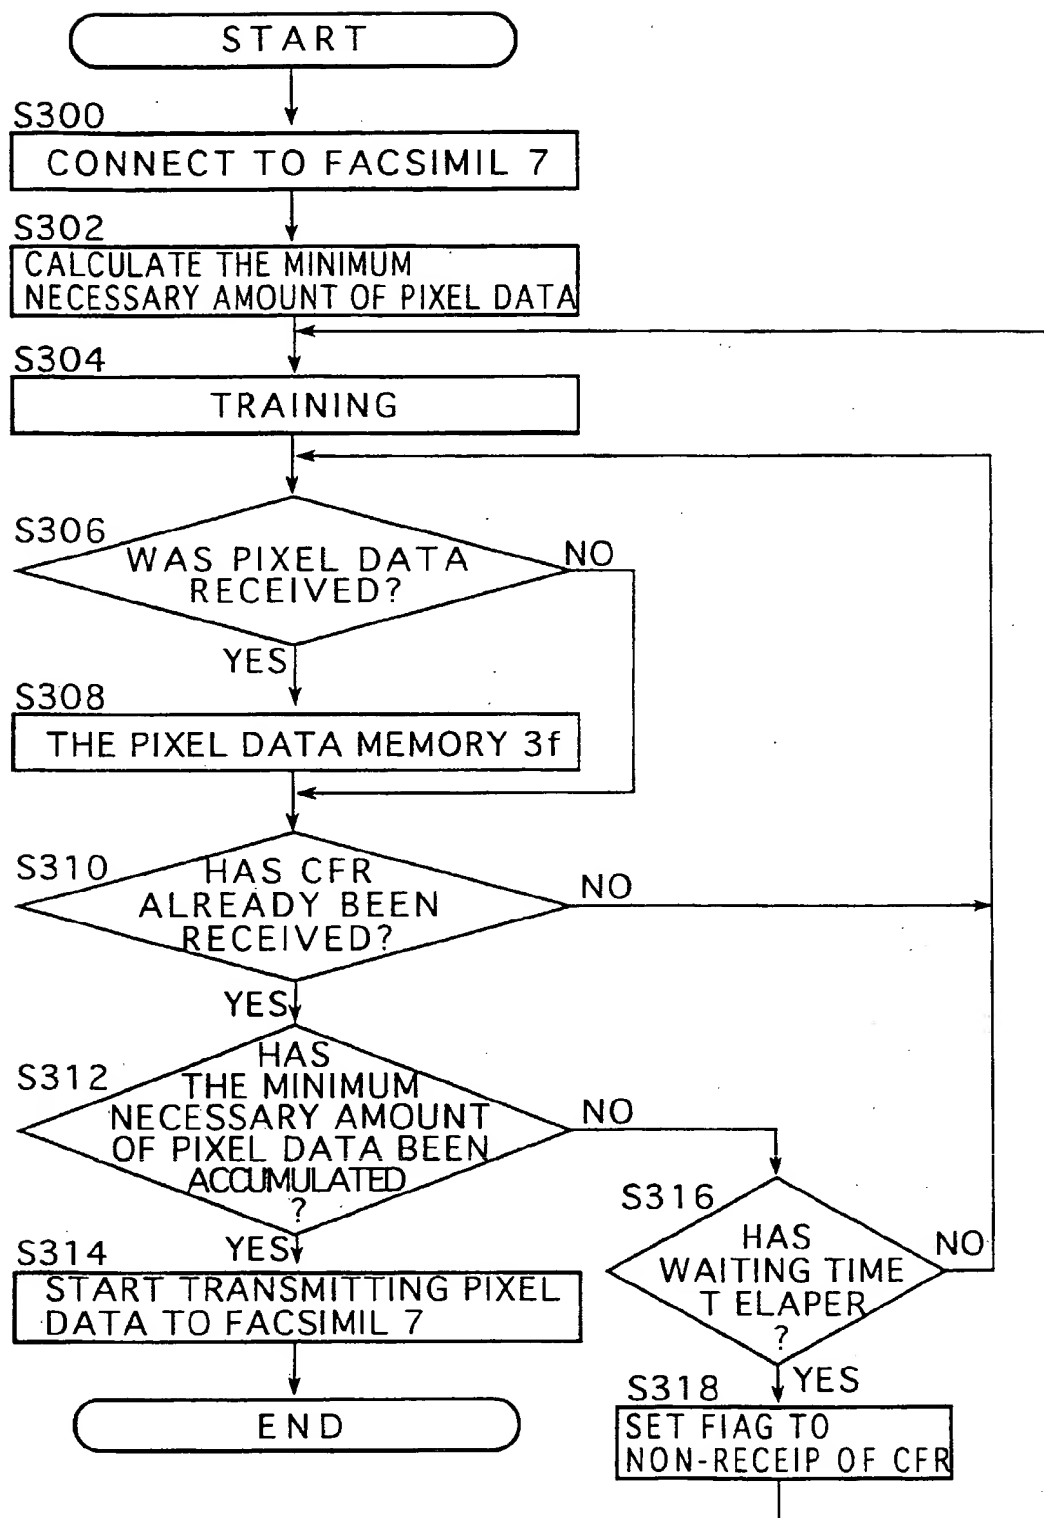 START
S300
CONNECT TO FACSIMIL 7
S302
CALCULATE THE MINIMUM
NECESSARY AMOUNT OF PIXEL DATA
S304
TRAINING
S306
WAS PIXEL DATA
RECEIVED?
NO
YES
S308
THE PIXEL DATA MEMORY 3f
S310
HAS CFR
ALREADY BEEN
RECEIVED?
NO
YES
S312
HAS
THE MINIMUM
NECESSARY AMOUNT
OF PIXEL DATA BEEN
ACCUMULATED
?
NO
YES
S314
START TRANSMITTING PIXEL
DATA TO FACSIMIL 7
END
S316
HAS
WAITING TIME
T ELAPER
?
NO
YES
S318
SET FIAG TO
NON-RECEIP OF CFR